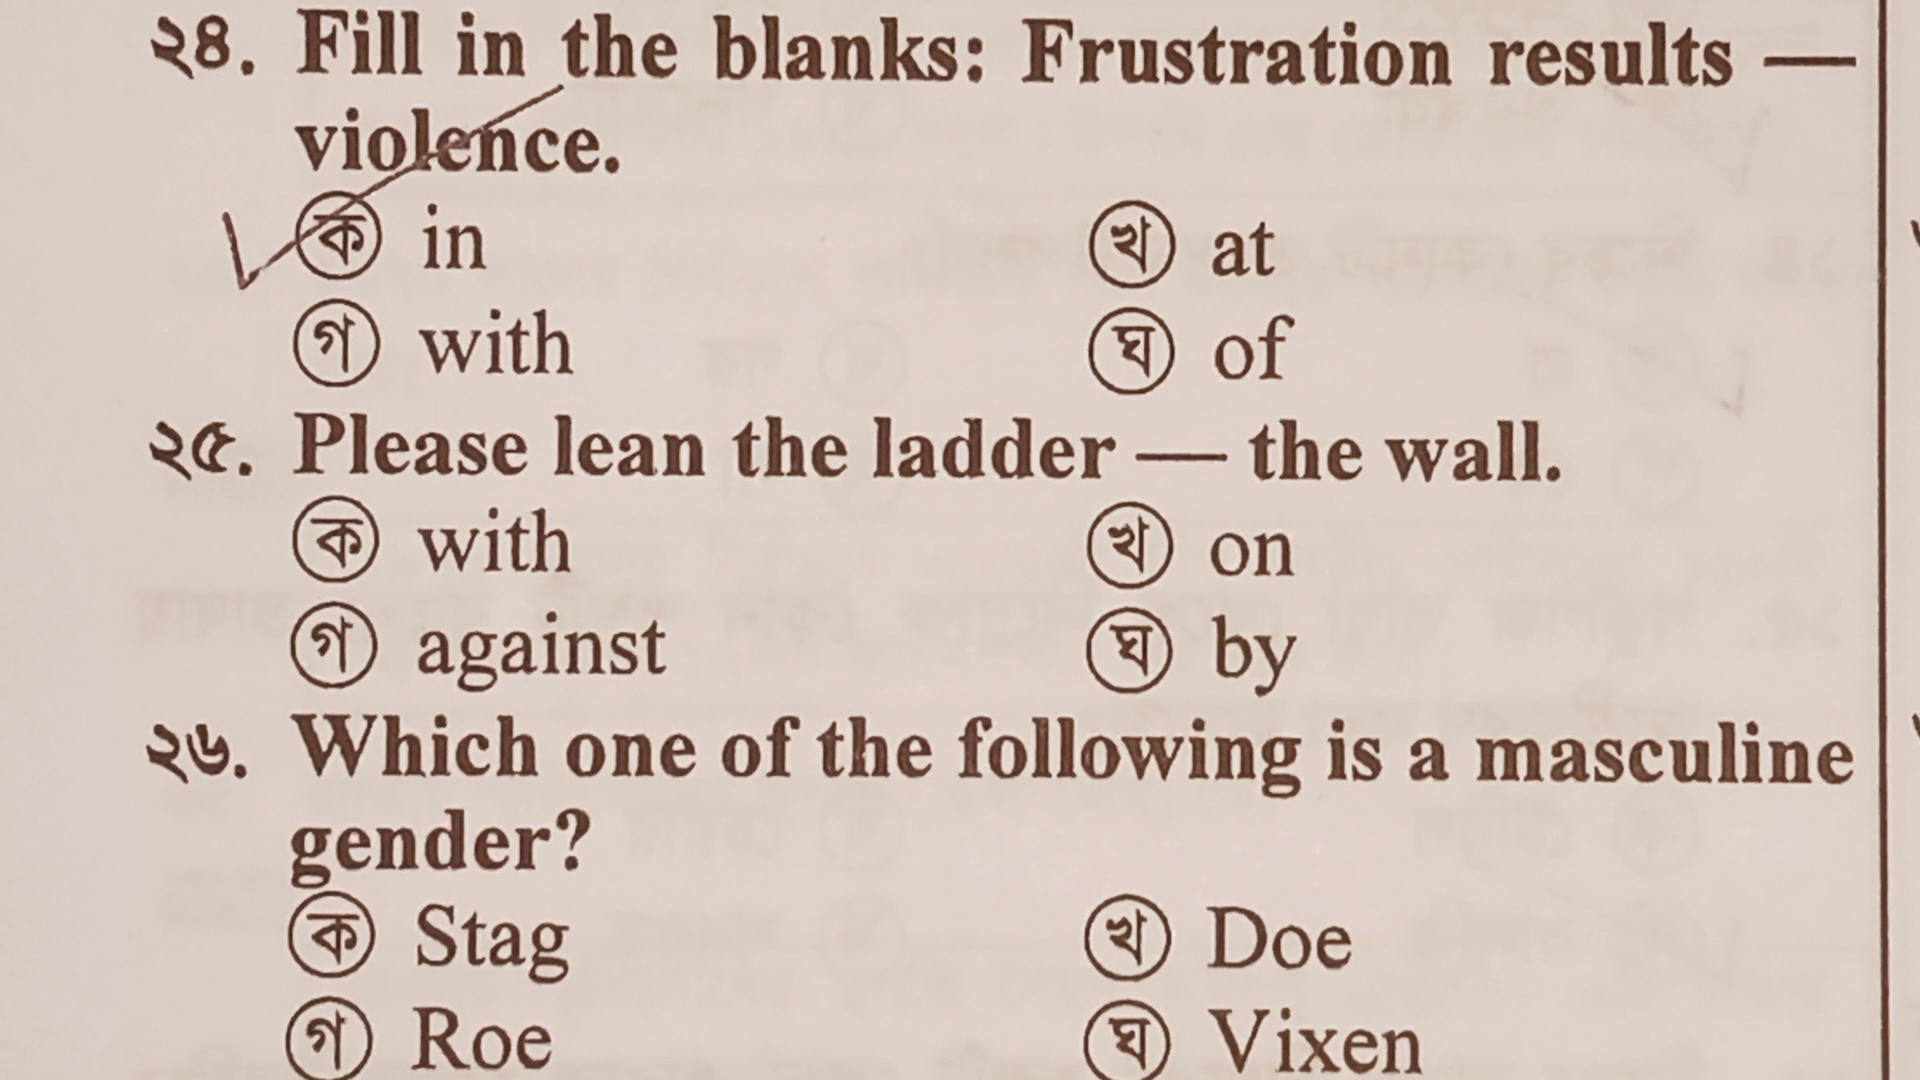 ২৪. Fill in the blanks: Frustration results —
violence.
ক in খ at
গ with ঘ of
২৫. Please lean the ladder — the wall.
ক with খ on
গ against ঘ by
২৬. Which one of the following is a masculine
gender?
ক Stag খ Doe
গ Roe ঘ Vixen